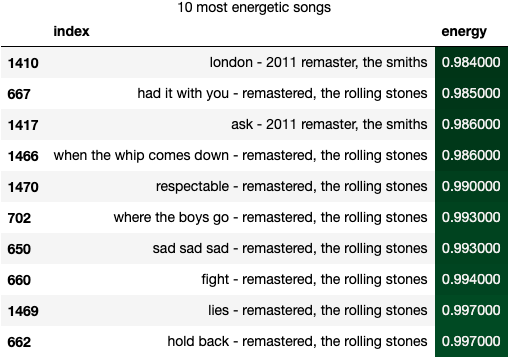 10 most energetic songs
index energy
1410 london - 2011 remaster, the smiths 0.984000
667 had it with you - remastered, the rolling stones 0.985000
1417 ask - 2011 remaster, the smiths 0.986000
1466 when the whip comes down - remastered, the rolling stones 0.986000
1470 respectable - remastered, the rolling stones 0.990000
702 where the boys go - remastered, the rolling stones 0.993000
650 sad sad sad - remastered, the rolling stones 0.993000
660 fight - remastered, the rolling stones 0.994000
1469 lies - remastered, the rolling stones 0.997000
662 hold back - remastered, the rolling stones 0.997000